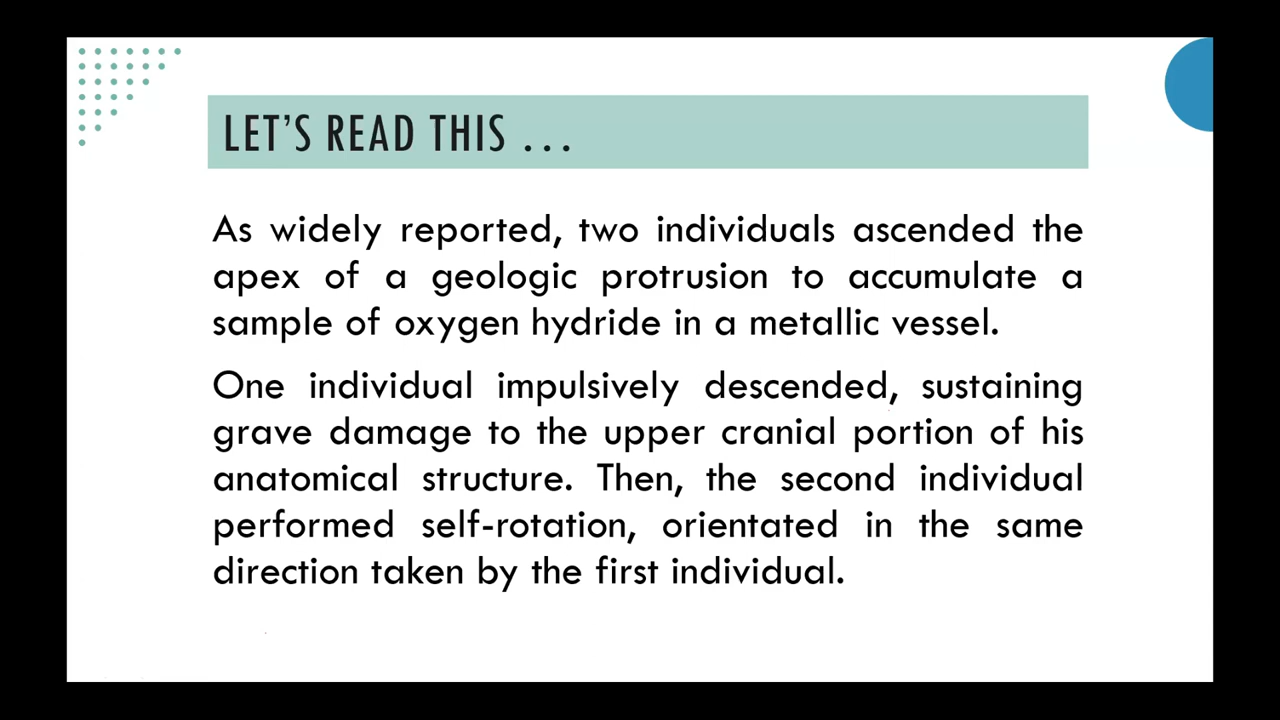 LET’S READ THIS ...
As widely reported, two individuals ascended the
apex of a geologic protrusion to accumulate a
sample of oxygen hydride in a metallic vessel.
One individual impulsively descended, sustaining
grave damage to the upper cranial portion of his
anatomical structure. Then, the second individual
performed self-rotation, orientated in the same
direction taken by the first individual.